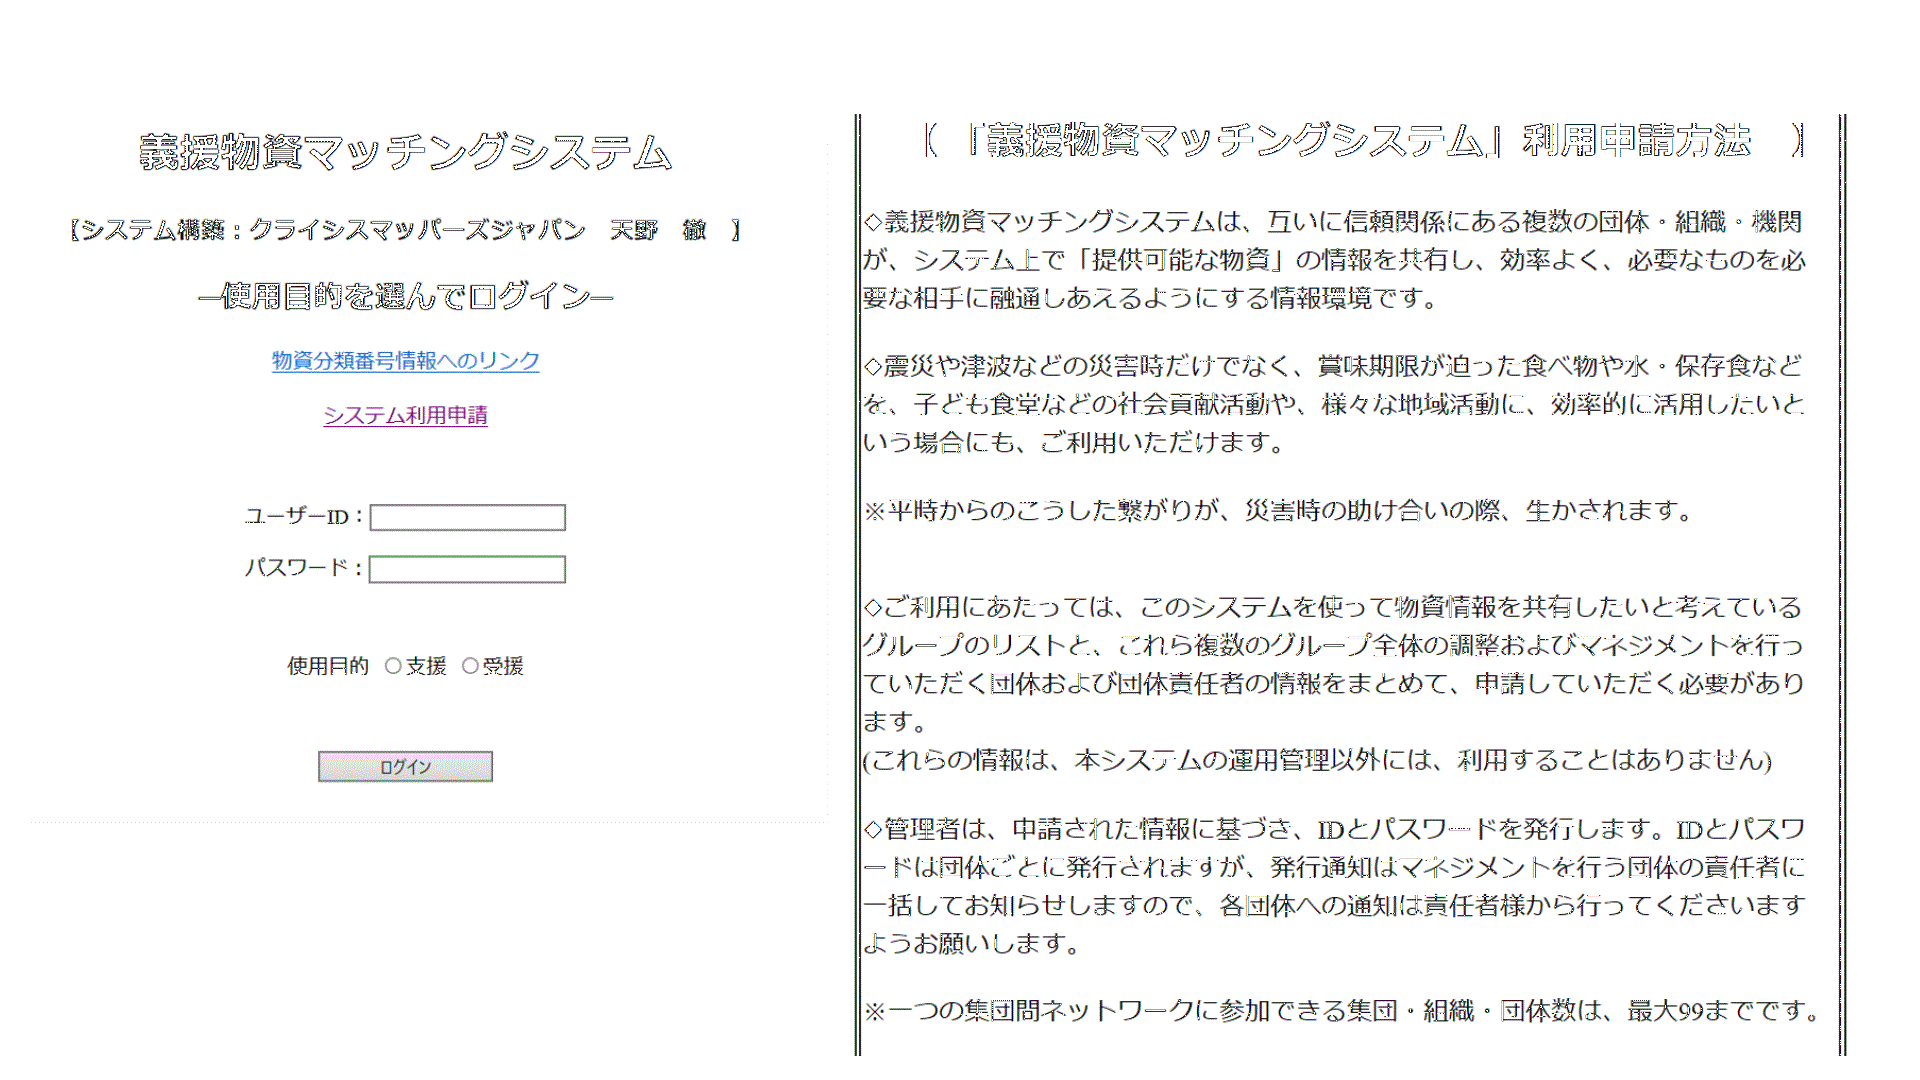 義援物資マッチングシステム
【システム構築：クライシスマッパーズジャパン　天野　徹　】
―使用目的を選んでログイン―
物資分類番号情報へのリンク
システム利用申請
ユーザーID：
パスワード：
使用目的 ○支援 ○受援
ログイン
（ 「義援物資マッチングシステム」利用申請方法　）
◇義援物資マッチングシステムは、互いに信頼関係にある複数の団体・組織・機関
が、システム上で「提供可能な物資」の情報を共有し、効率よく、必要なものを必
要な相手に融通しあえるようにする情報環境です。
◇震災や津波などの災害時だけでなく、賞味期限が迫った食べ物や水・保存食など
を、子ども食堂などの社会貢献活動や、様々な地域活動に、効率的に活用したいと
いう場合にも、ご利用いただけます。
※平時からのこうした繋がりが、災害時の助け合いの際、生かされます。
◇ご利用にあたっては、このシステムを使って物資情報を共有したいと考えている
グループのリストと、これら複数のグループ全体の調整およびマネジメントを行っ
ていただく団体および団体責任者の情報をまとめて、申請していただく必要があり
ます。
(これらの情報は、本システムの運用管理以外には、利用することはありません)
◇管理者は、申請された情報に基づき、IDとパスワードを発行します。IDとパスワ
ードは団体ごとに発行されますが、発行通知はマネジメントを行う団体の責任者に
一括してお知らせしますので、各団体への通知は責任者様から行ってくださいます
ようお願いします。
※一つの集団間ネットワークに参加できる集団・組織・団体数は、最大99までです。